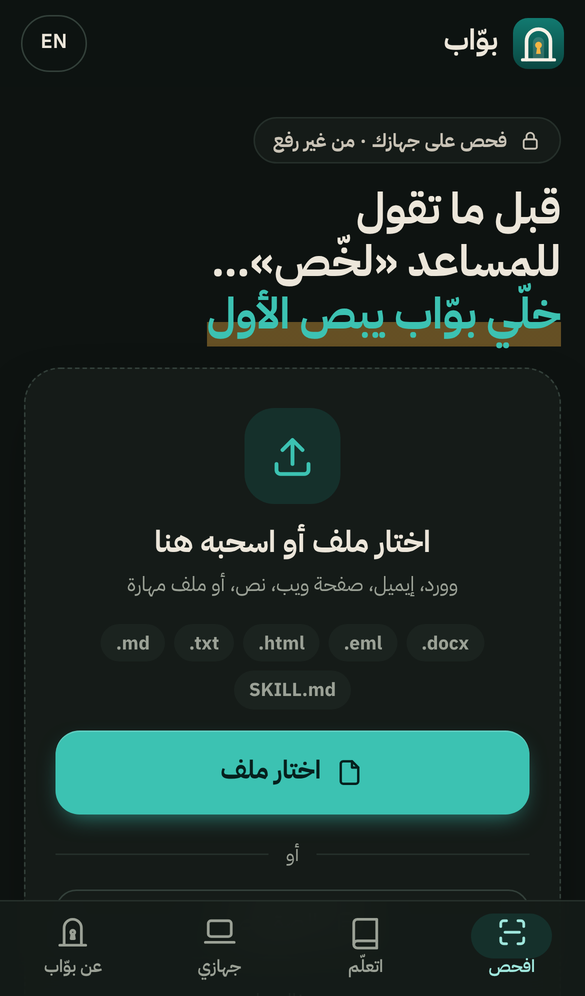 بوّاب
EN
فحص على جهازك · من غير رفع
قبل ما تقول
للمساعد «لخّص»...
خلّي بوّاب يبص الأول
اختار ملف أو اسحبه هنا
وورد، إيميل، صفحة ويب، نص، أو ملف مهارة
.docx .eml .html .txt .md
SKILL.md
اختار ملف
أو
افحص
اتعلّم
جهازي
عن بوّاب